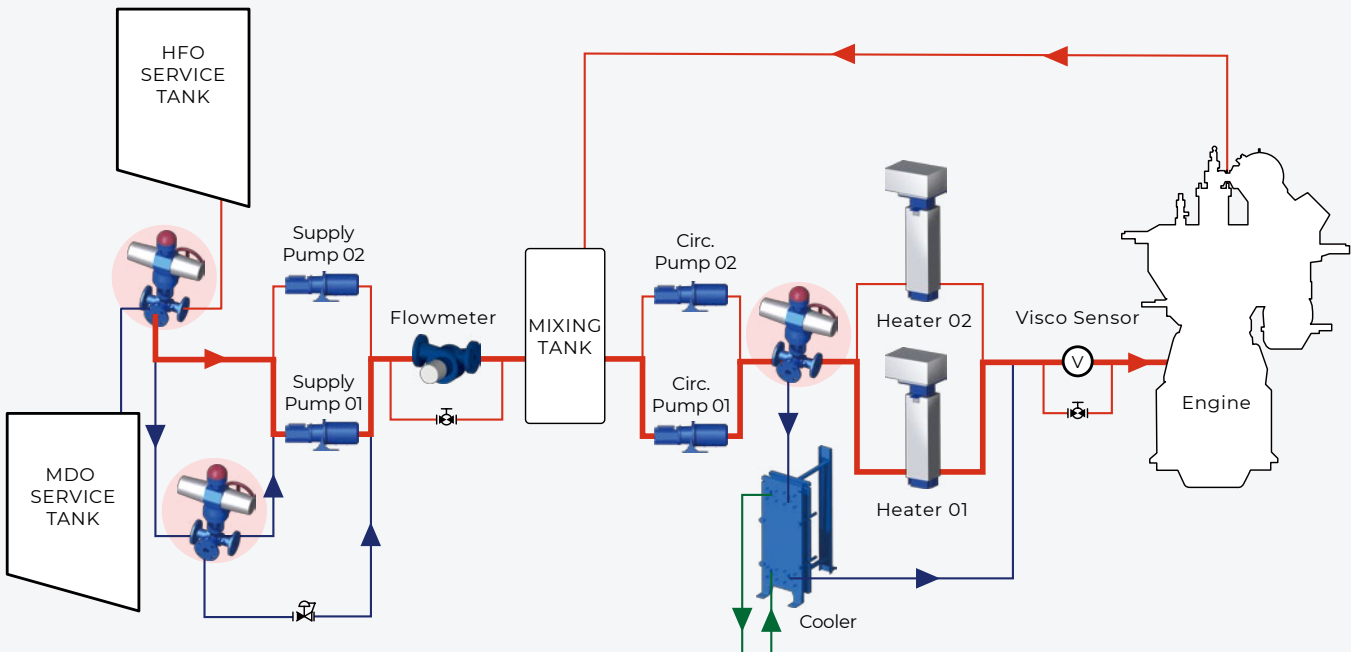 HFO
SERVICE
TANK
Supply
Pump 02
Flowmeter
Supply
Pump 01
MDO
SERVICE
TANK
MIXING
TANK
Circ.
Pump 02
Circ.
Pump 01
Heater 02
Heater 01
Cooler
Visco Sensor
V
Engine